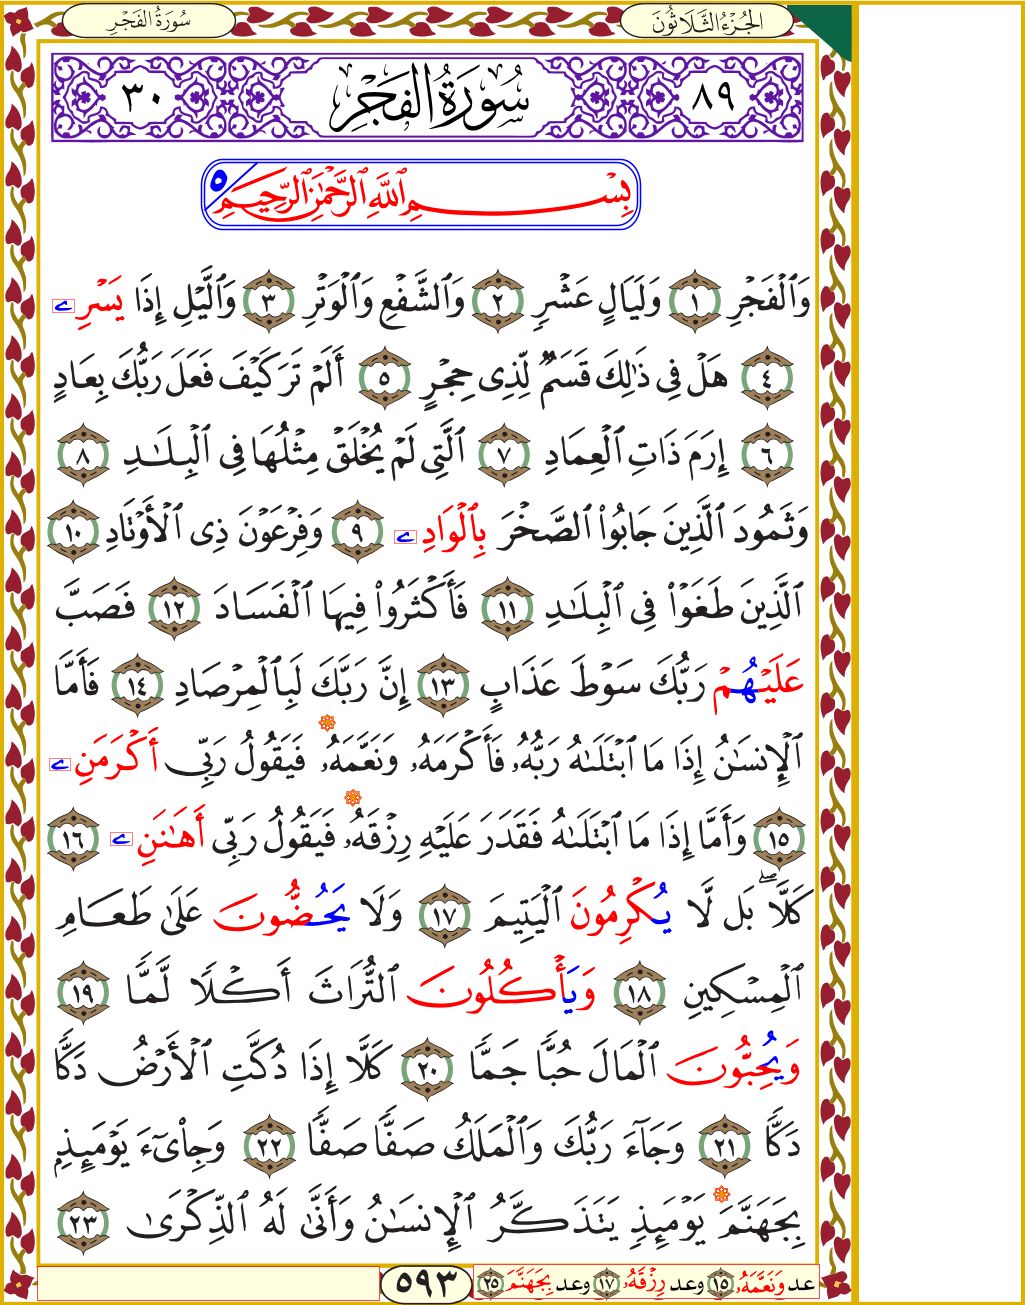 سُورَةُ الفَجْرِ
الجُزْءُ الثَّلَاثُونَ
٨٩ سُورَةُ الفَجْرِ ٣٠
بِسْمِ ٱللَّهِ ٱلرَّحْمَٰنِ ٱلرَّحِيمِ ٥
وَٱلْفَجْرِ ١ وَلَيَالٍ عَشْرٍ ٢ وَٱلشَّفْعِ وَٱلْوَتْرِ ٣ وَٱلَّيْلِ إِذَا يَسْرِۦ
٤ هَلْ فِى ذَٰلِكَ قَسَمٌ لِّذِى حِجْرٍ ٥ أَلَمْ تَرَ كَيْفَ فَعَلَ رَبُّكَ بِعَادٍ
٦ إِرَمَ ذَاتِ ٱلْعِمَادِ ٧ ٱلَّتِى لَمْ يُخْلَقْ مِثْلُهَا فِى ٱلْبِلَٰدِ ٨
وَثَمُودَ ٱلَّذِينَ جَابُوا۟ ٱلصَّخْرَ بِٱلْوَادِۦ ٩ وَفِرْعَوْنَ ذِى ٱلْأَوْتَادِ ١٠
ٱلَّذِينَ طَغَوْا۟ فِى ٱلْبِلَٰدِ ١١ فَأَكْثَرُوا۟ فِيهَا ٱلْفَسَادَ ١٢ فَصَبَّ
عَلَيْهُمْ رَبُّكَ سَوْطَ عَذَابٍ ١٣ إِنَّ رَبَّكَ لَبِٱلْمِرْصَادِ ١٤ فَأَمَّا
ٱلْإِنسَٰنُ إِذَا مَا ٱبْتَلَىٰهُ رَبُّهُۥ فَأَكْرَمَهُۥ وَنَعَّمَهُۥ فَيَقُولُ رَبِّى أَكْرَمَنِۦ
١٥ وَأَمَّا إِذَا مَا ٱبْتَلَىٰهُ فَقَدَرَ عَلَيْهِ رِزْقَهُۥ فَيَقُولُ رَبِّى أَهَٰنَنِۦ ١٦
كَلَّاۖ بَل لَّا يُكْرِمُونَ ٱلْيَتِيمَ ١٧ وَلَا يَحُضُّونَ عَلَىٰ طَعَامِ
ٱلْمِسْكِينِ ١٨ وَيَأْكُلُونَ ٱلتُّرَاثَ أَكْلًا لَّمًّا ١٩
وَيُحِبُّونَ ٱلْمَالَ حُبًّا جَمًّا ٢٠ كَلَّا إِذَا دُكَّتِ ٱلْأَرْضُ دَكًّا
دَكًّا ٢١ وَجَآءَ رَبُّكَ وَٱلْمَلَكُ صَفًّا صَفًّا ٢٢ وَجِا۟ىٓءَ يَوْمَئِذٍ
بِجَهَنَّمَ يَوْمَئِذٍ يَتَذَكَّرُ ٱلْإِنسَٰنُ وَأَنَّىٰ لَهُ ٱلذِّكْرَىٰ ٢٣
عد وَنَعَّمَهُۥ ١٥ وعد رِزْقَهُۥ ١٧ وعد بِجَهَنَّمَ ٢٥
٥٩٣